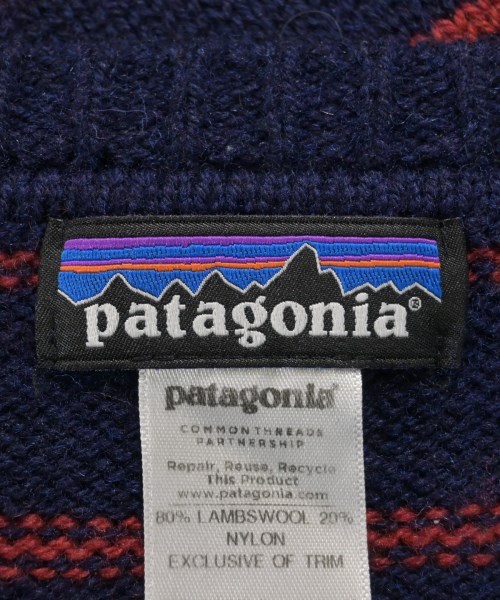 patagonia®
patagonia®
COMMON THREADS
PARTNERSHIP
Repair, Reuse, Recycle
This Product
www.patagonia.com
80% LAMBSWOOL 20%
NYLON
EXCLUSIVE OF TRIM